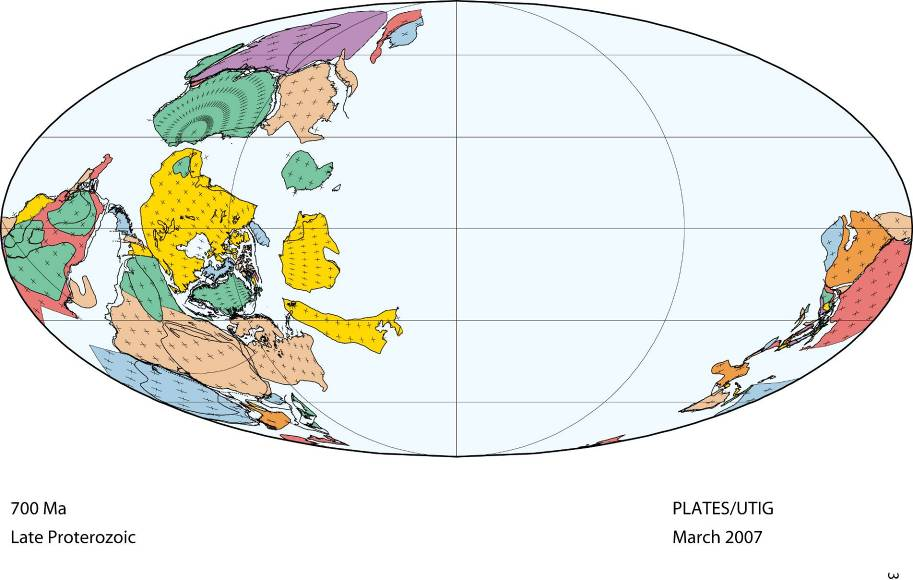 700 Ma
Late Proterozoic
PLATES/UTIG
March 2007
3